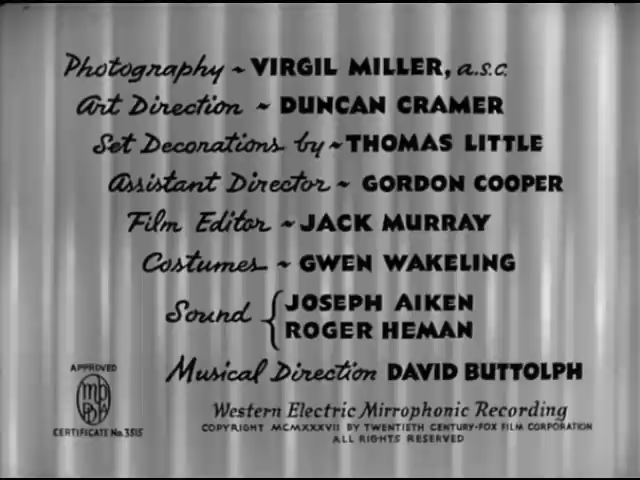 Photography ~ VIRGIL MILLER, a.s.c.
Art Direction ~ DUNCAN CRAMER
Set Decorations by ~ THOMAS LITTLE
Assistant Director ~ GORDON COOPER
Film Editor ~ JACK MURRAY
Costumes ~ GWEN WAKELING
Sound { JOSEPH AIKEN
ROGER HEMAN
Musical Direction DAVID BUTTOLPH
APPROVED
MPPDA
CERTIFICATE No. 3515
Western Electric Mirrophonic Recording
COPYRIGHT MCMXXXVII BY TWENTIETH CENTURY-FOX FILM CORPORATION
ALL RIGHTS RESERVED